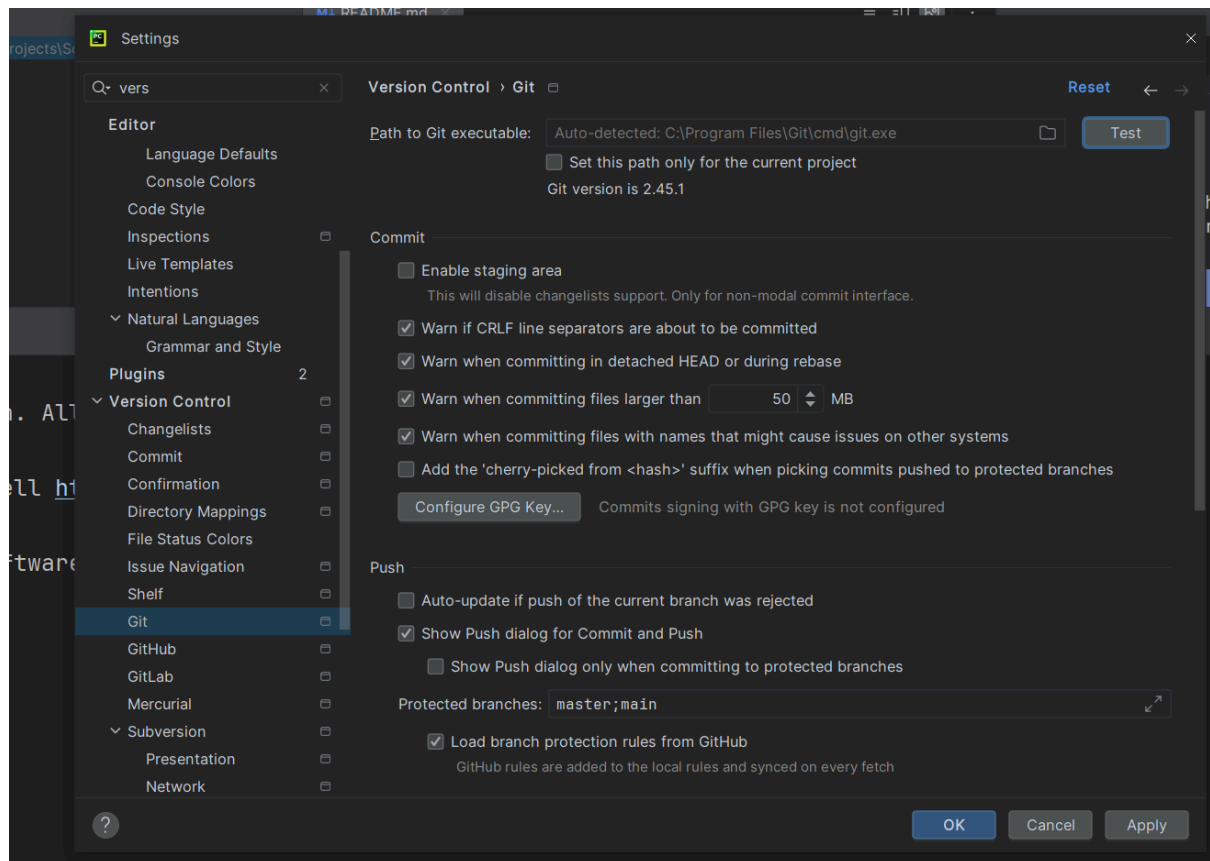 README.md
rojects\S
Settings
vers
Version Control › Git
Reset
Editor
Language Defaults
Console Colors
Code Style
Inspections
Live Templates
Intentions
Natural Languages
Grammar and Style
Plugins 2
Version Control
Changelists
Commit
Confirmation
Directory Mappings
File Status Colors
Issue Navigation
Shelf
Git
GitHub
GitLab
Mercurial
Subversion
Presentation
Network
Path to Git executable: Auto-detected: C:\Program Files\Git\cmd\git.exe Test
Set this path only for the current project
Git version is 2.45.1
Commit
Enable staging area
This will disable changelists support. Only for non-modal commit interface.
Warn if CRLF line separators are about to be committed
Warn when committing in detached HEAD or during rebase
Warn when committing files larger than 50 MB
Warn when committing files with names that might cause issues on other systems
Add the 'cherry-picked from <hash>' suffix when picking commits pushed to protected branches
Configure GPG Key... Commits signing with GPG key is not configured
Push
Auto-update if push of the current branch was rejected
Show Push dialog for Commit and Push
Show Push dialog only when committing to protected branches
Protected branches: master;main
Load branch protection rules from GitHub
GitHub rules are added to the local rules and synced on every fetch
. All
ell ht
ftware
? OK Cancel Apply